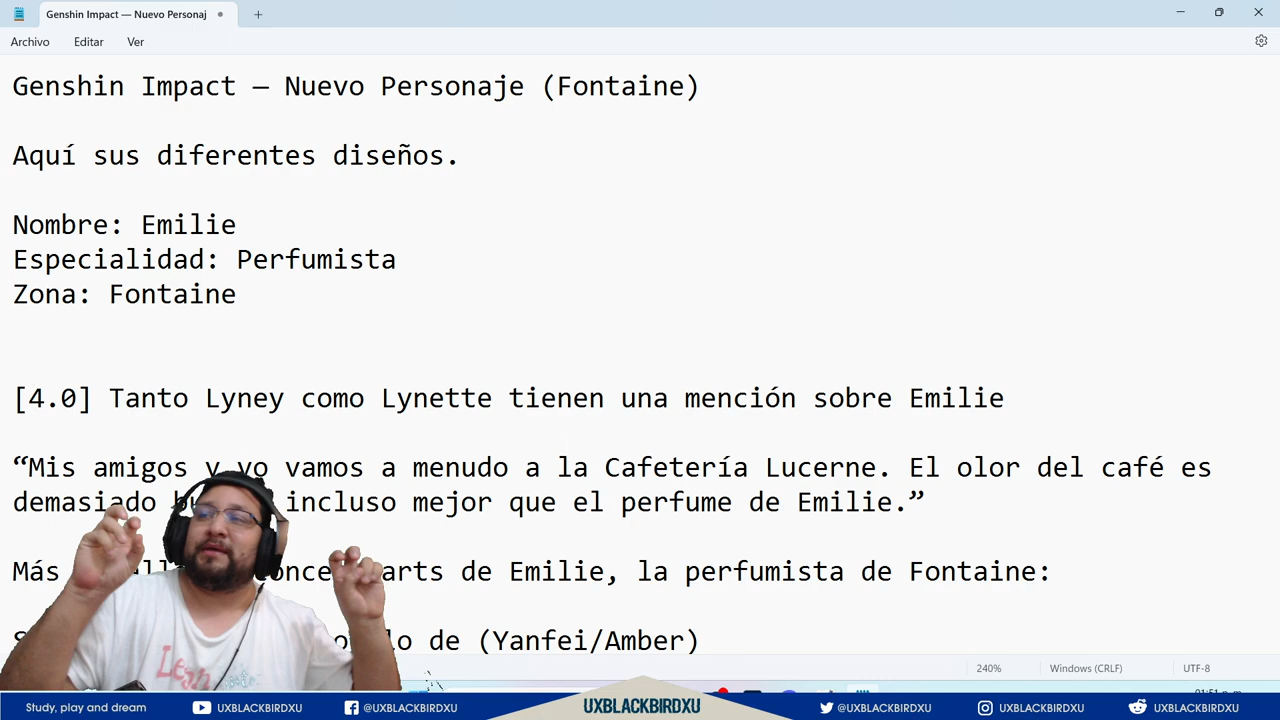 Genshin Impact — Nuevo Personaj
Archivo Editar Ver
Genshin Impact — Nuevo Personaje (Fontaine)
Aquí sus diferentes diseños.
Nombre: Emilie
Especialidad: Perfumista
Zona: Fontaine
[4.0] Tanto Lyney como Lynette tienen una mención sobre Emilie
“Mis amigos y yo vamos a menudo a la Cafetería Lucerne. El olor del café es
demasiado incluso mejor que el perfume de Emilie.”
Más arts de Emilie, la perfumista de Fontaine:
de (Yanfei/Amber)
240% Windows (CRLF) UTF-8
Study, play and dream UXBLACKBIRDXU @UXBLACKBIRDXU UXBLACKBIRDXU @UXBLACKBIRDXU UXBLACKBIRDXU UXBLACKBIRDXU